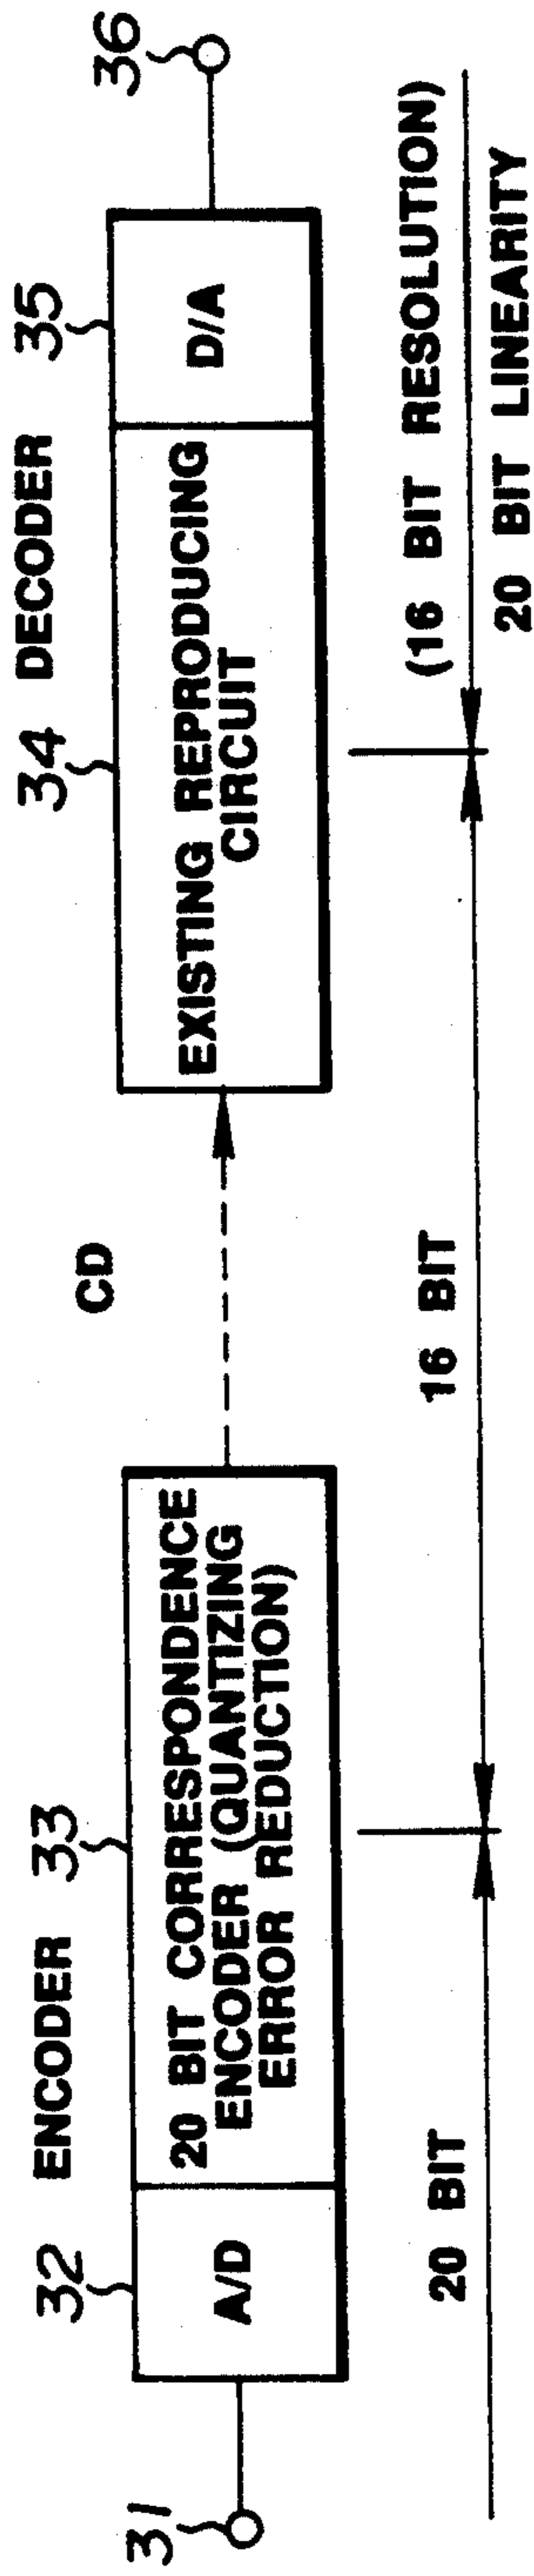 ENCODER
DECODER
31
32
33
34
35
36
A/D
20 BIT CORRESPONDENCE
ENCODER (QUANTIZING
ERROR REDUCTION)
CD
EXISTING REPRODUCING
CIRCUIT
D/A
20 BIT
16 BIT
(16 BIT RESOLUTION)
20 BIT LINEARITY